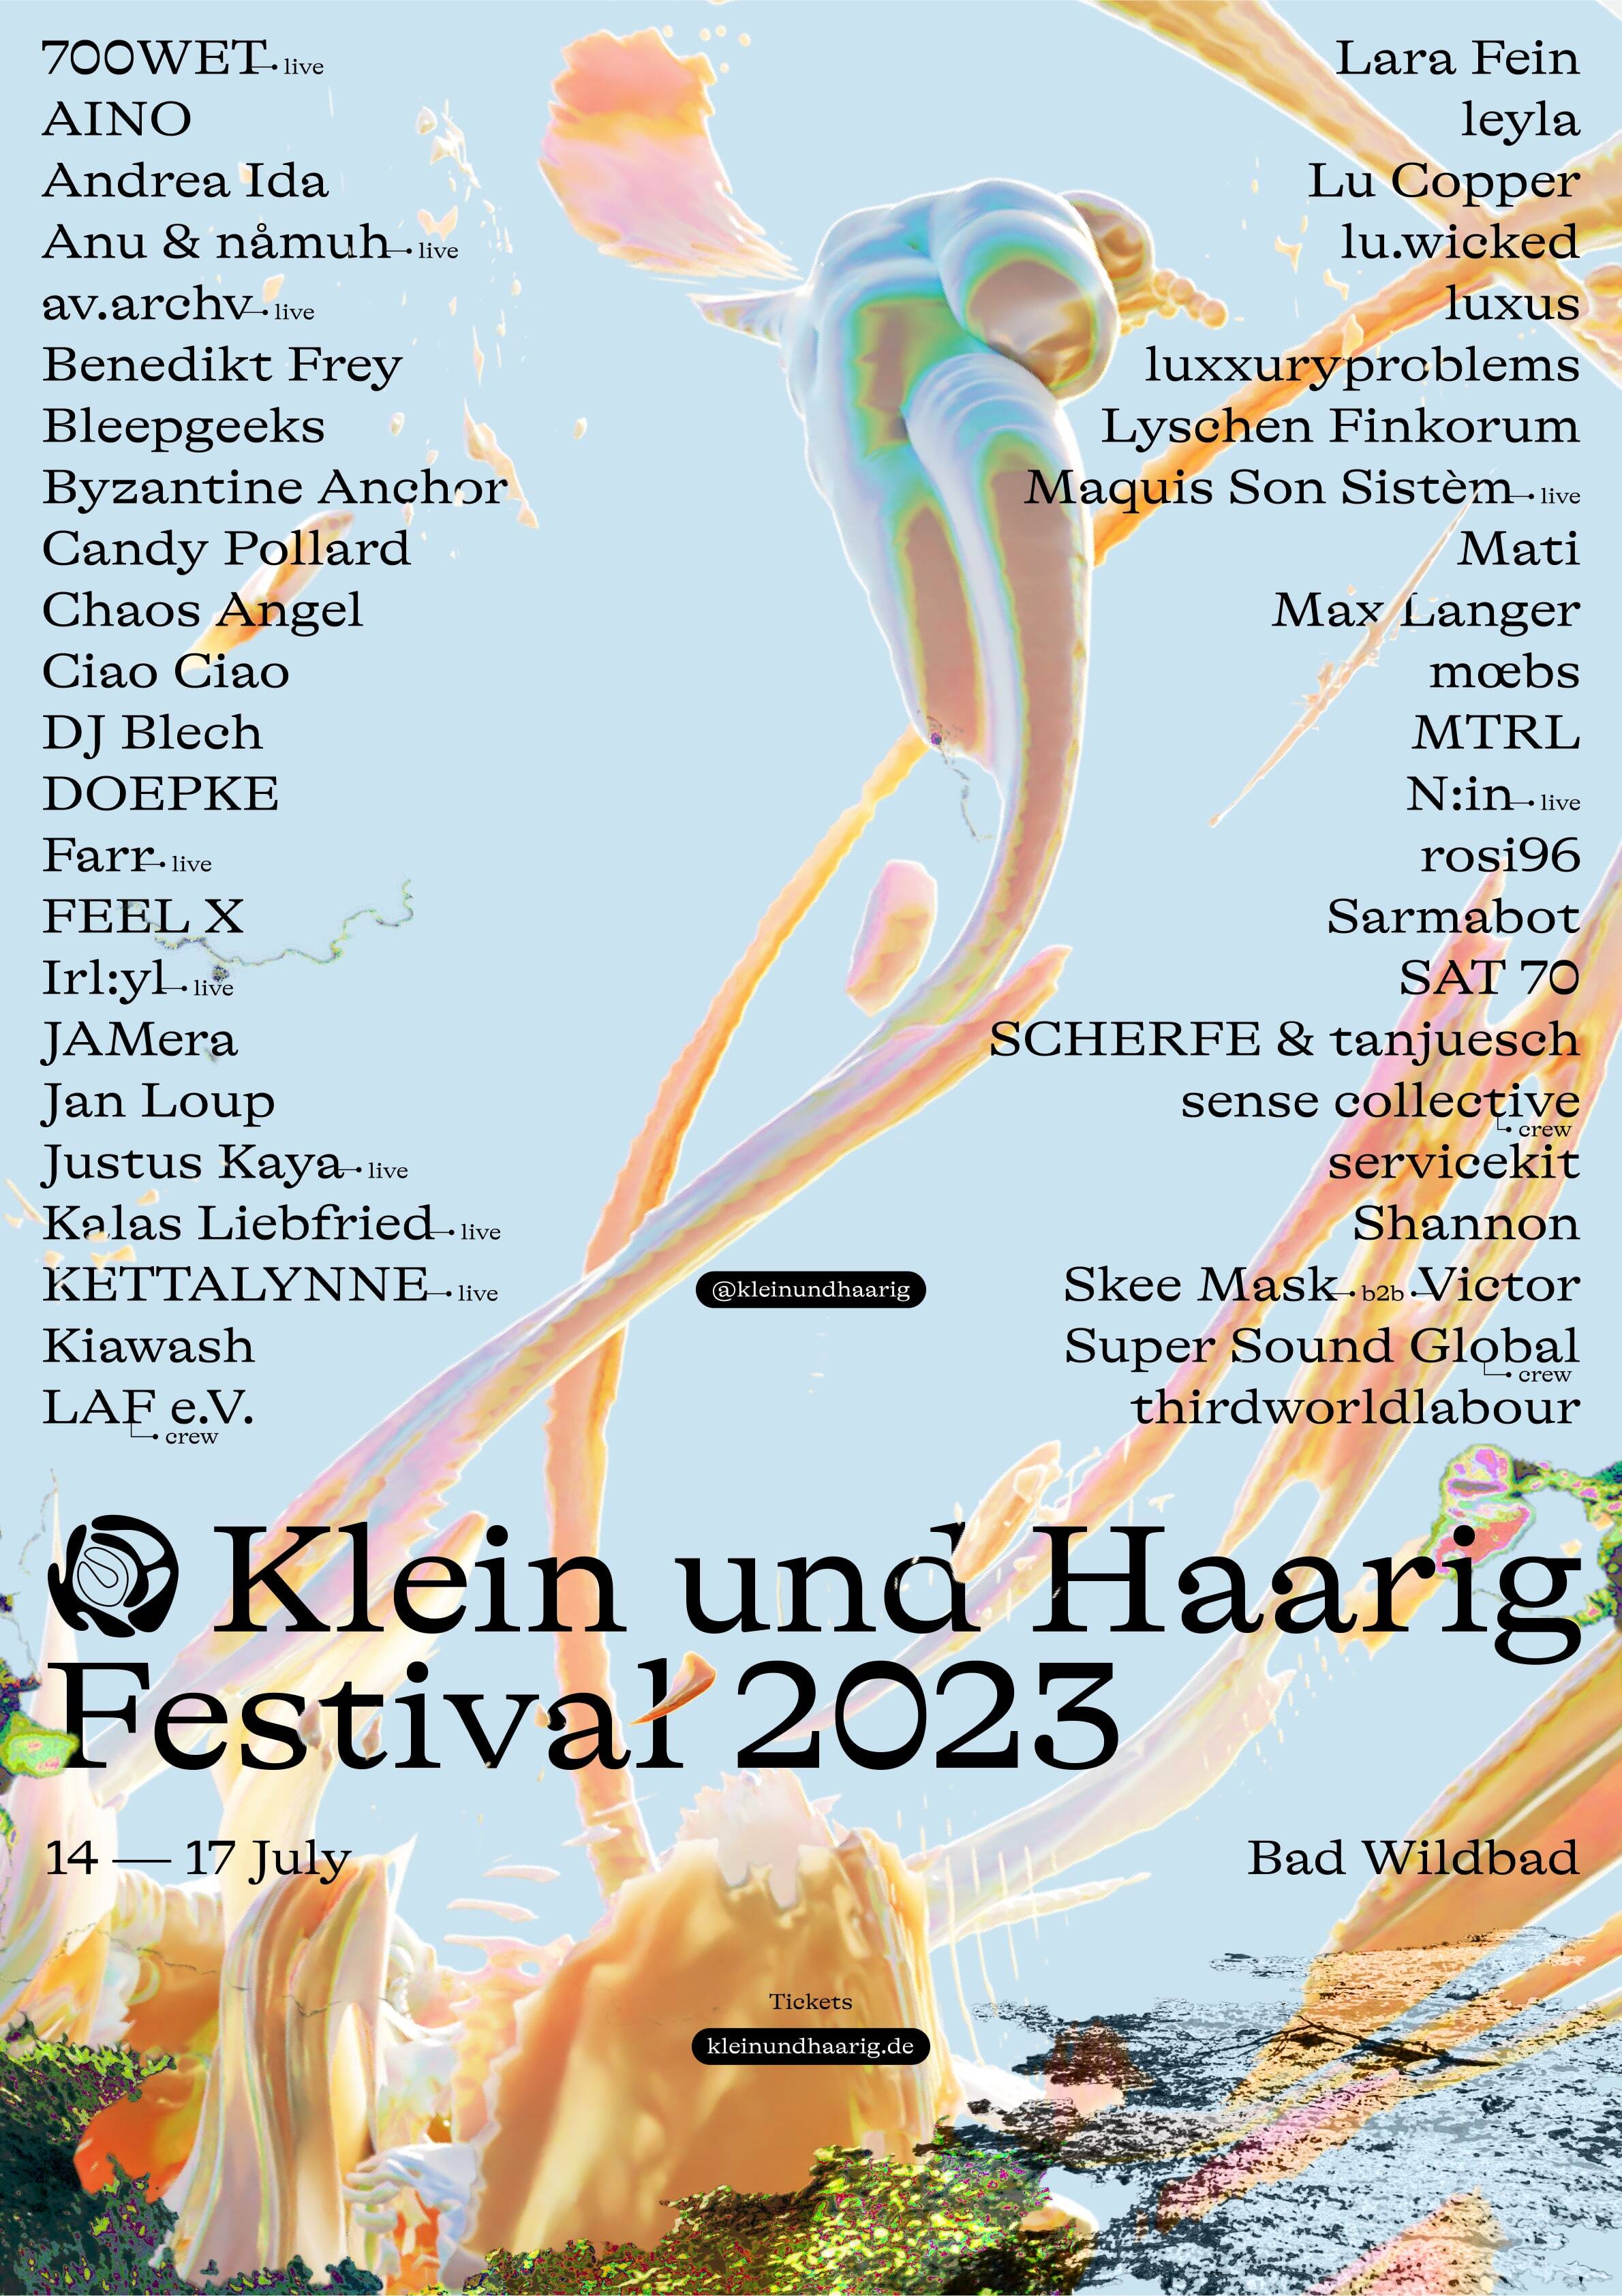 700WET live
AINO
Andrea Ida
Anu & nåmuh live
av.archv live
Benedikt Frey
Bleepgeeks
Byzantine Anchor
Candy Pollard
Chaos Angel
Ciao Ciao
DJ Blech
DOEPKE
Farr live
FEEL X
Irl:yl live
JAMera
Jan Loup
Justus Kaya live
Kalas Liebfried live
KETTALYNNE live
Kiawash
LAF e.V.
crew
Lara Fein
leyla
Lu Copper
lu.wicked
luxus
luxxuryproblems
Lyschen Finkorum
Maquis Son Sistèm live
Mati
Max Langer
mœbs
MTRL
N:in live
rosi96
Sarmabot
SAT 70
SCHERFE & tanjuesch
sense collective
crew
servicekit
Shannon
Skee Mask b2b Victor
Super Sound Global
crew
thirdworldlabour
@kleinundhaarig
Klein und Haarig
Festival 2023
14 — 17 July
Bad Wildbad
Tickets
kleinundhaarig.de